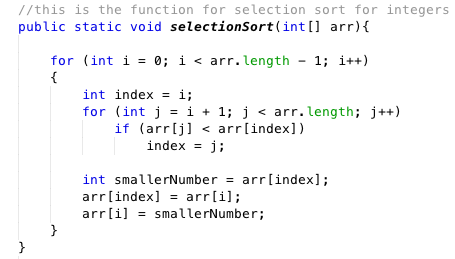 //this is the function for selection sort for integers
public static void selectionSort(int[] arr){
for (int i = 0; i < arr.length - 1; i++)
{
int index = i;
for (int j = i + 1; j < arr.length; j++)
if (arr[j] < arr[index])
index = j;
int smallerNumber = arr[index];
arr[index] = arr[i];
arr[i] = smallerNumber;
}
}